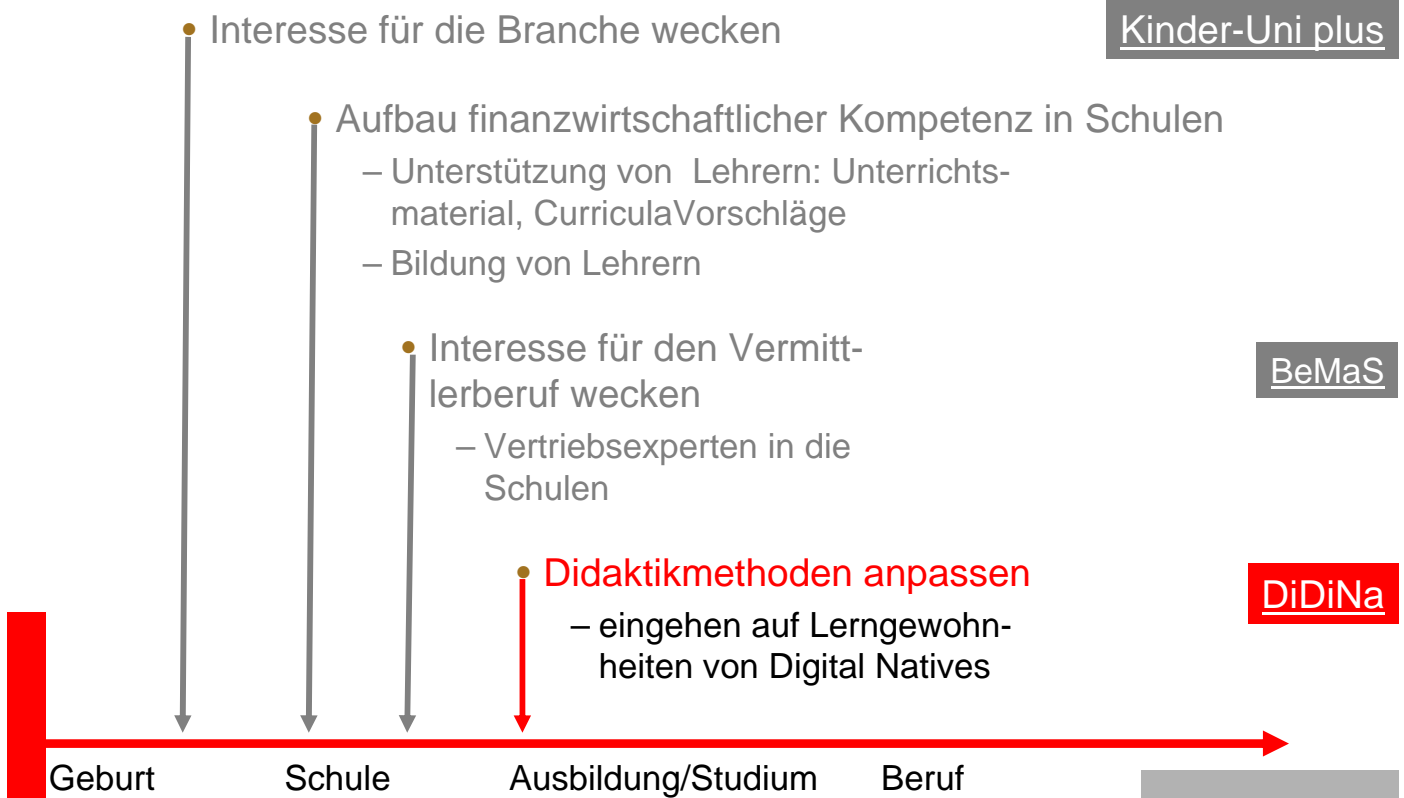 • Interesse für die Branche wecken
Kinder-Uni plus
• Aufbau finanzwirtschaftlicher Kompetenz in Schulen
– Unterstützung von Lehrern: Unterrichts-
material, CurriculaVorschläge
– Bildung von Lehrern
• Interesse für den Vermitt-
lerberuf wecken
BeMaS
– Vertriebsexperten in die
Schulen
• Didaktikmethoden anpassen
DiDiNa
– eingehen auf Lerngewohn-
heiten von Digital Natives
Geburt Schule Ausbildung/Studium Beruf